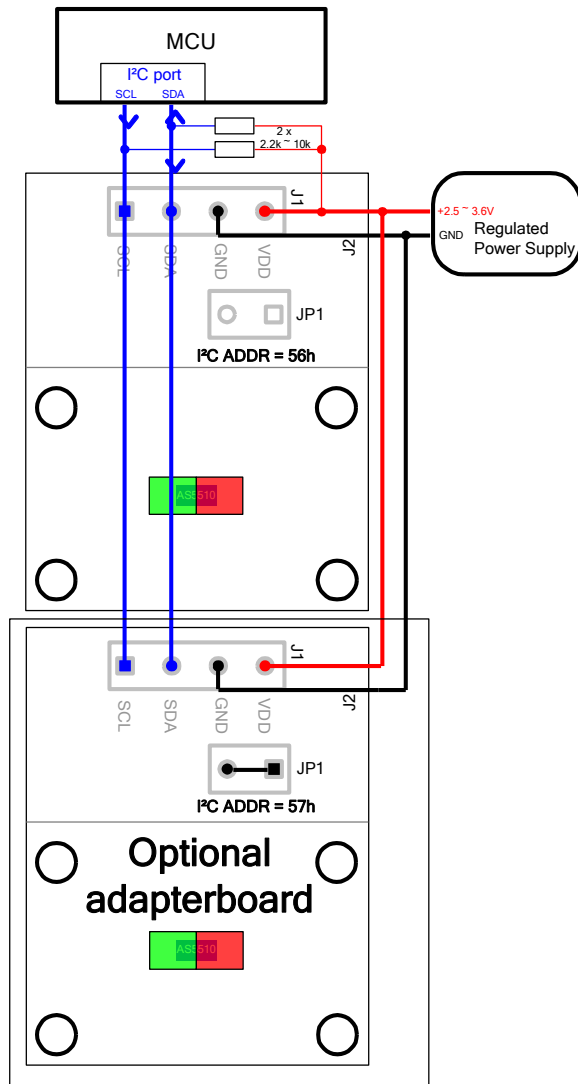 MCU
I²C port
SCL SDA
2 x
2.2k ~ 10k
J1
+2.5 ~ 3.6V
GND
Regulated
Power Supply
J2
SCL
SDA
GND
VDD
JP1
I²C ADDR = 56h
AS5510
J1
J2
SCL
SDA
GND
VDD
JP1
I²C ADDR = 57h
Optional
adapterboard
AS5510